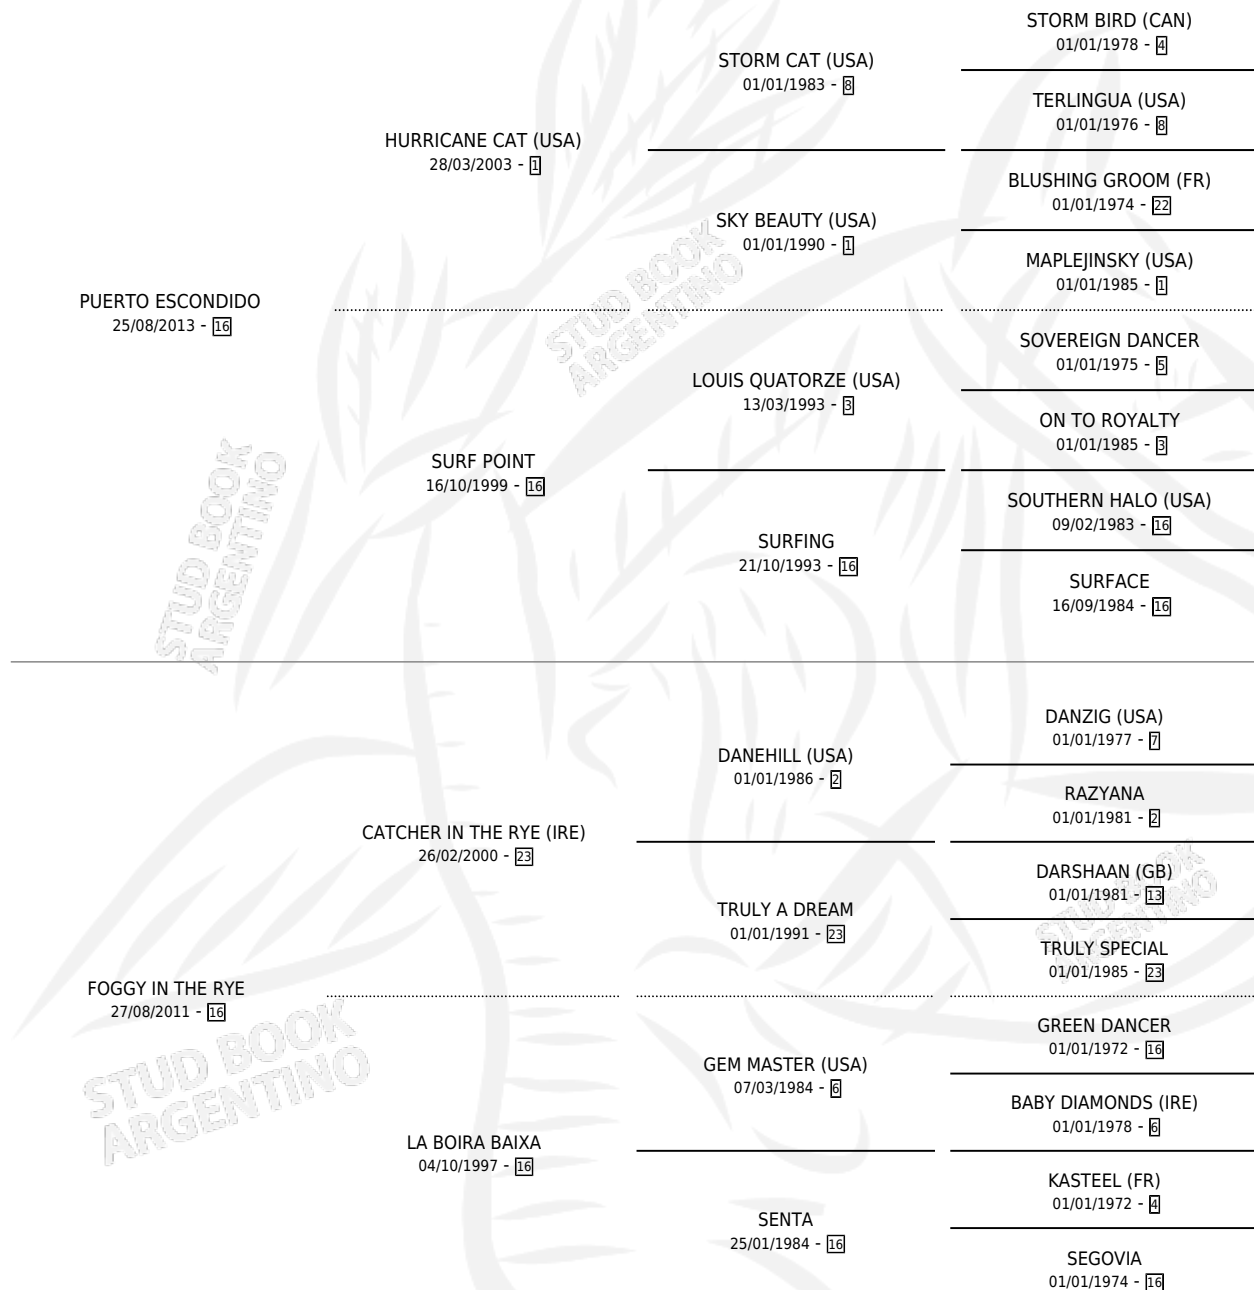 STORM BIRD (CAN)
01/01/1978 - 4
STORM CAT (USA)
01/01/1983 - 8
TERLINGUA (USA)
01/01/1976 - 8
HURRICANE CAT (USA)
28/03/2003 - 1
BLUSHING GROOM (FR)
01/01/1974 - 22
SKY BEAUTY (USA)
01/01/1990 - 1
MAPLEJINSKY (USA)
01/01/1985 - 1
PUERTO ESCONDIDO
25/08/2013 - 16
SOVEREIGN DANCER
01/01/1975 - 5
LOUIS QUATORZE (USA)
13/03/1993 - 3
ON TO ROYALTY
01/01/1985 - 3
SURF POINT
16/10/1999 - 16
SOUTHERN HALO (USA)
09/02/1983 - 16
SURFING
21/10/1993 - 16
SURFACE
16/09/1984 - 16
STUD BOOK
ARGENTINO
STUD BOOK
ARGENTINO
DANZIG (USA)
01/01/1977 - 7
DANEHILL (USA)
01/01/1986 - 2
RAZYANA
01/01/1981 - 2
CATCHER IN THE RYE (IRE)
26/02/2000 - 23
DARSHAAN (GB)
01/01/1981 - 13
TRULY A DREAM
01/01/1991 - 23
TRULY SPECIAL
01/01/1985 - 23
FOGGY IN THE RYE
27/08/2011 - 16
GREEN DANCER
01/01/1972 - 16
GEM MASTER (USA)
07/03/1984 - 6
BABY DIAMONDS (IRE)
01/01/1978 - 6
LA BOIRA BAIXA
04/10/1997 - 16
KASTEEL (FR)
01/01/1972 - 4
SENTA
25/01/1984 - 16
SEGOVIA
01/01/1974 - 16
STUD BOOK
ARGENTINO
STUD BOOK
ARGENTINO